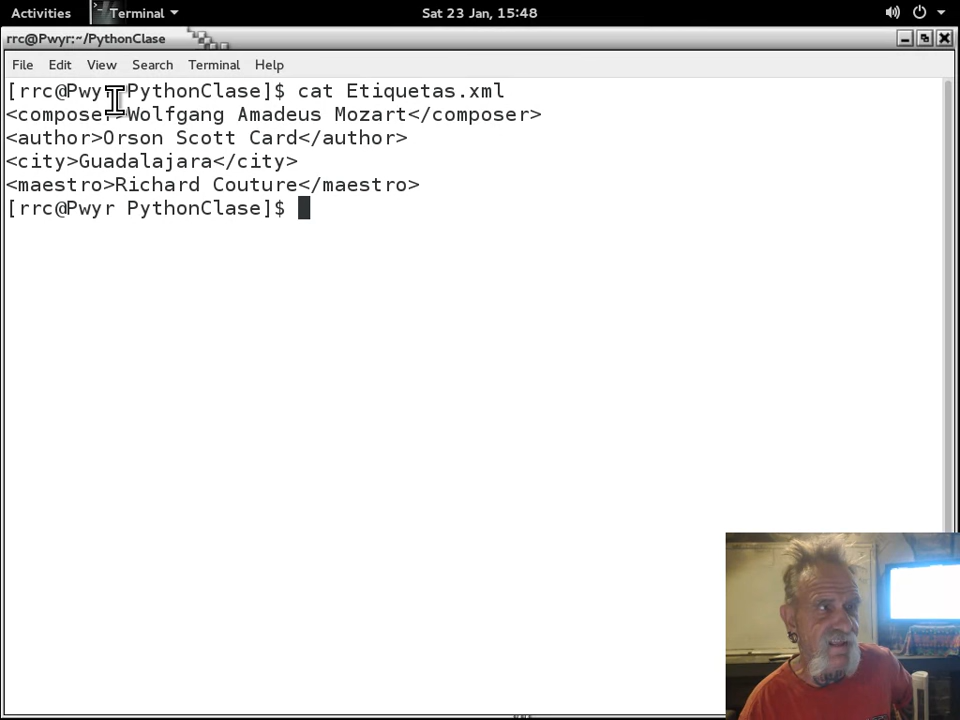 Activities Terminal Sat 23 Jan, 15:48
rrc@Pwyr:~/PythonClase
File Edit View Search Terminal Help
[rrc@Pwyr PythonClase]$ cat Etiquetas.xml
<composer>Wolfgang Amadeus Mozart</composer>
<author>Orson Scott Card</author>
<city>Guadalajara</city>
<maestro>Richard Couture</maestro>
[rrc@Pwyr PythonClase]$